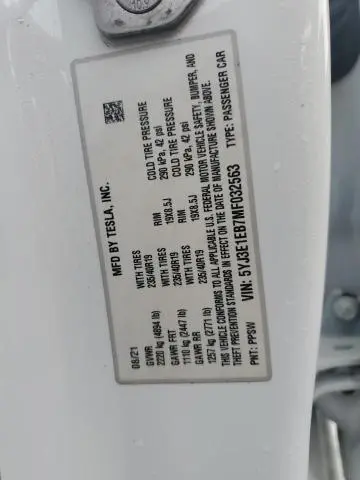 MFD BY TESLA, INC.
08/21
GVWR
2220 kg (4894 lb)
WITH TIRES
235/40R19
RIM
19X8.5J
COLD TIRE PRESSURE
290 kPa, 42 psi
GAWR FRT
1110 kg (2447 lb)
WITH TIRES
235/40R19
RIM
19X8.5J
COLD TIRE PRESSURE
290 kPa, 42 psi
GAWR RR
1257 kg (2771 lb)
WITH TIRES
235/40R19
RIM
19X8.5J
COLD TIRE PRESSURE
290 kPa, 42 psi
THIS VEHICLE CONFORMS TO ALL APPLICABLE U.S. FEDERAL MOTOR VEHICLE SAFETY, BUMPER, AND
THEFT PREVENTION STANDARDS IN EFFECT ON THE DATE OF MANUFACTURE SHOWN ABOVE.
VIN: 5YJ3E1EB7MF032563
TYPE: PASSENGER CAR
PNT: PPSW